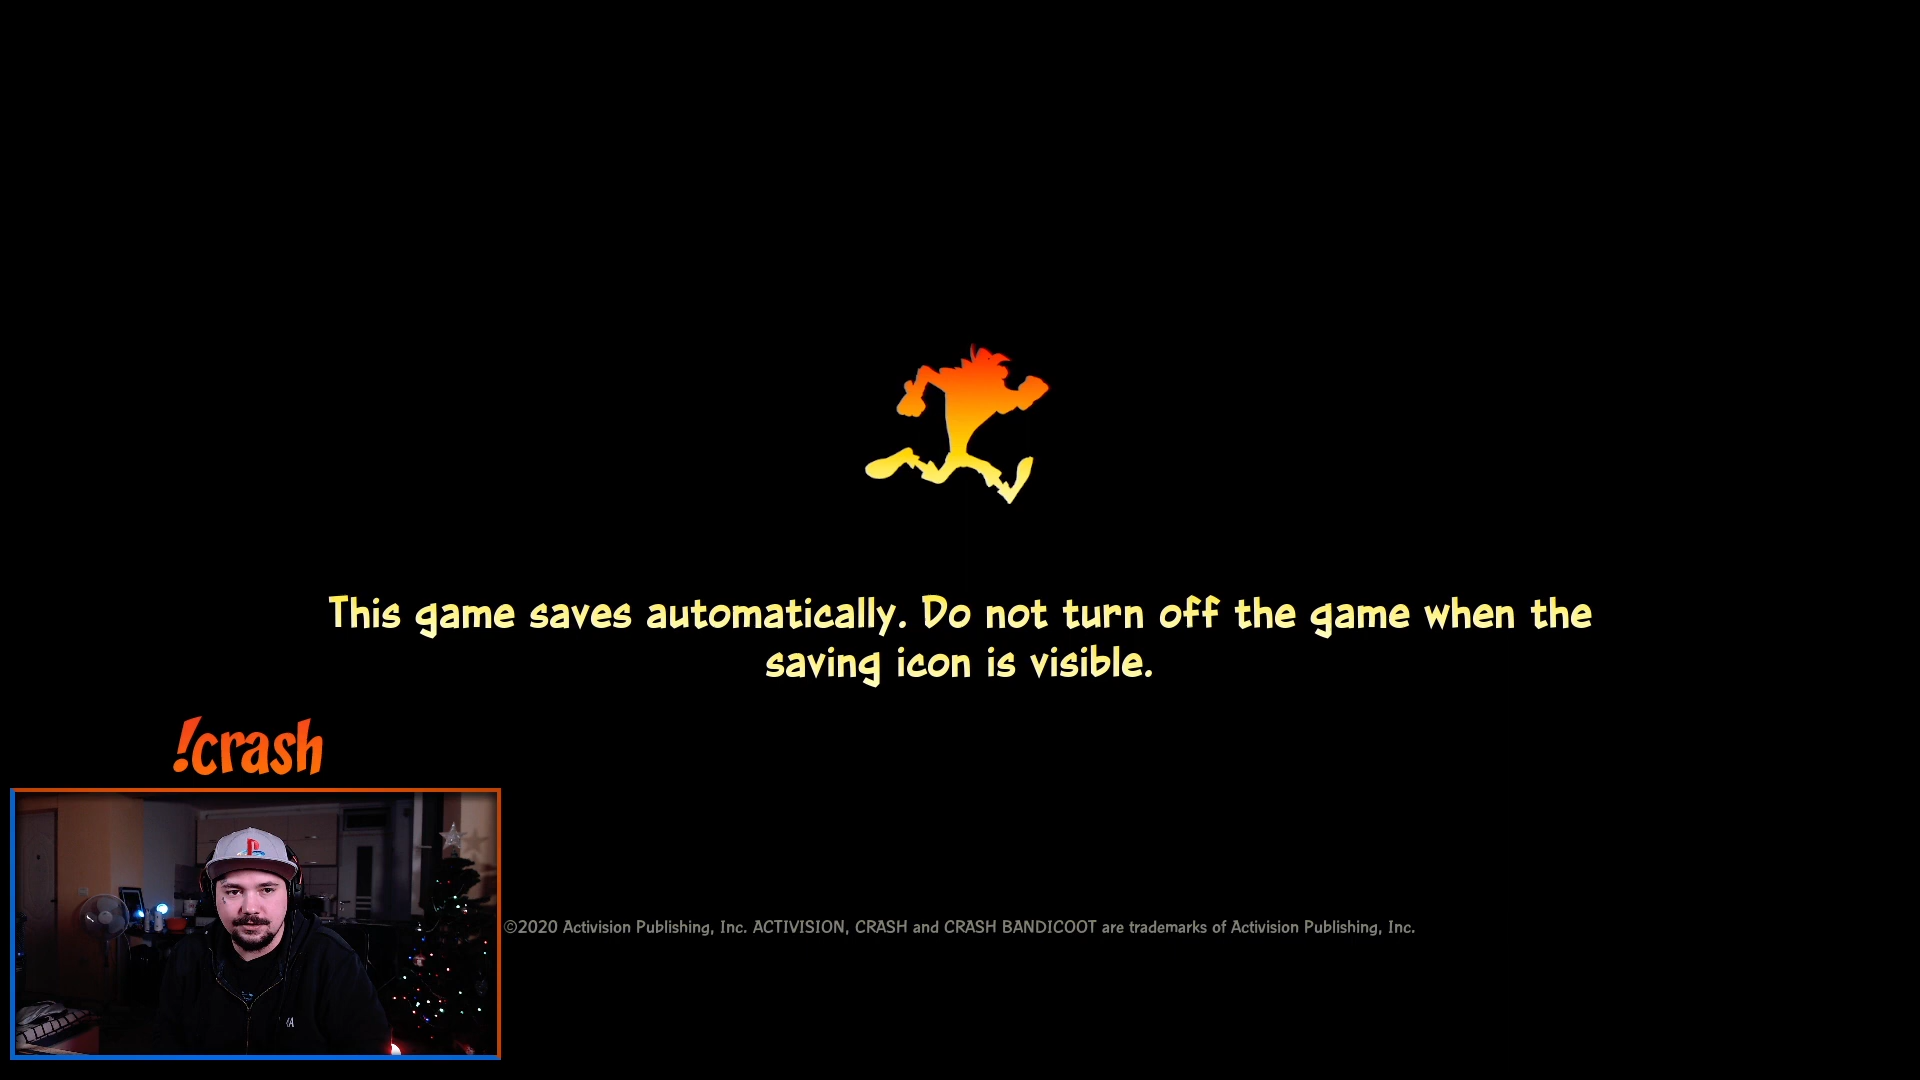 This game saves automatically. Do not turn off the game when the
saving icon is visible.
!crash
©2020 Activision Publishing, Inc. ACTIVISION, CRASH and CRASH BANDICOOT are trademarks of Activision Publishing, Inc.